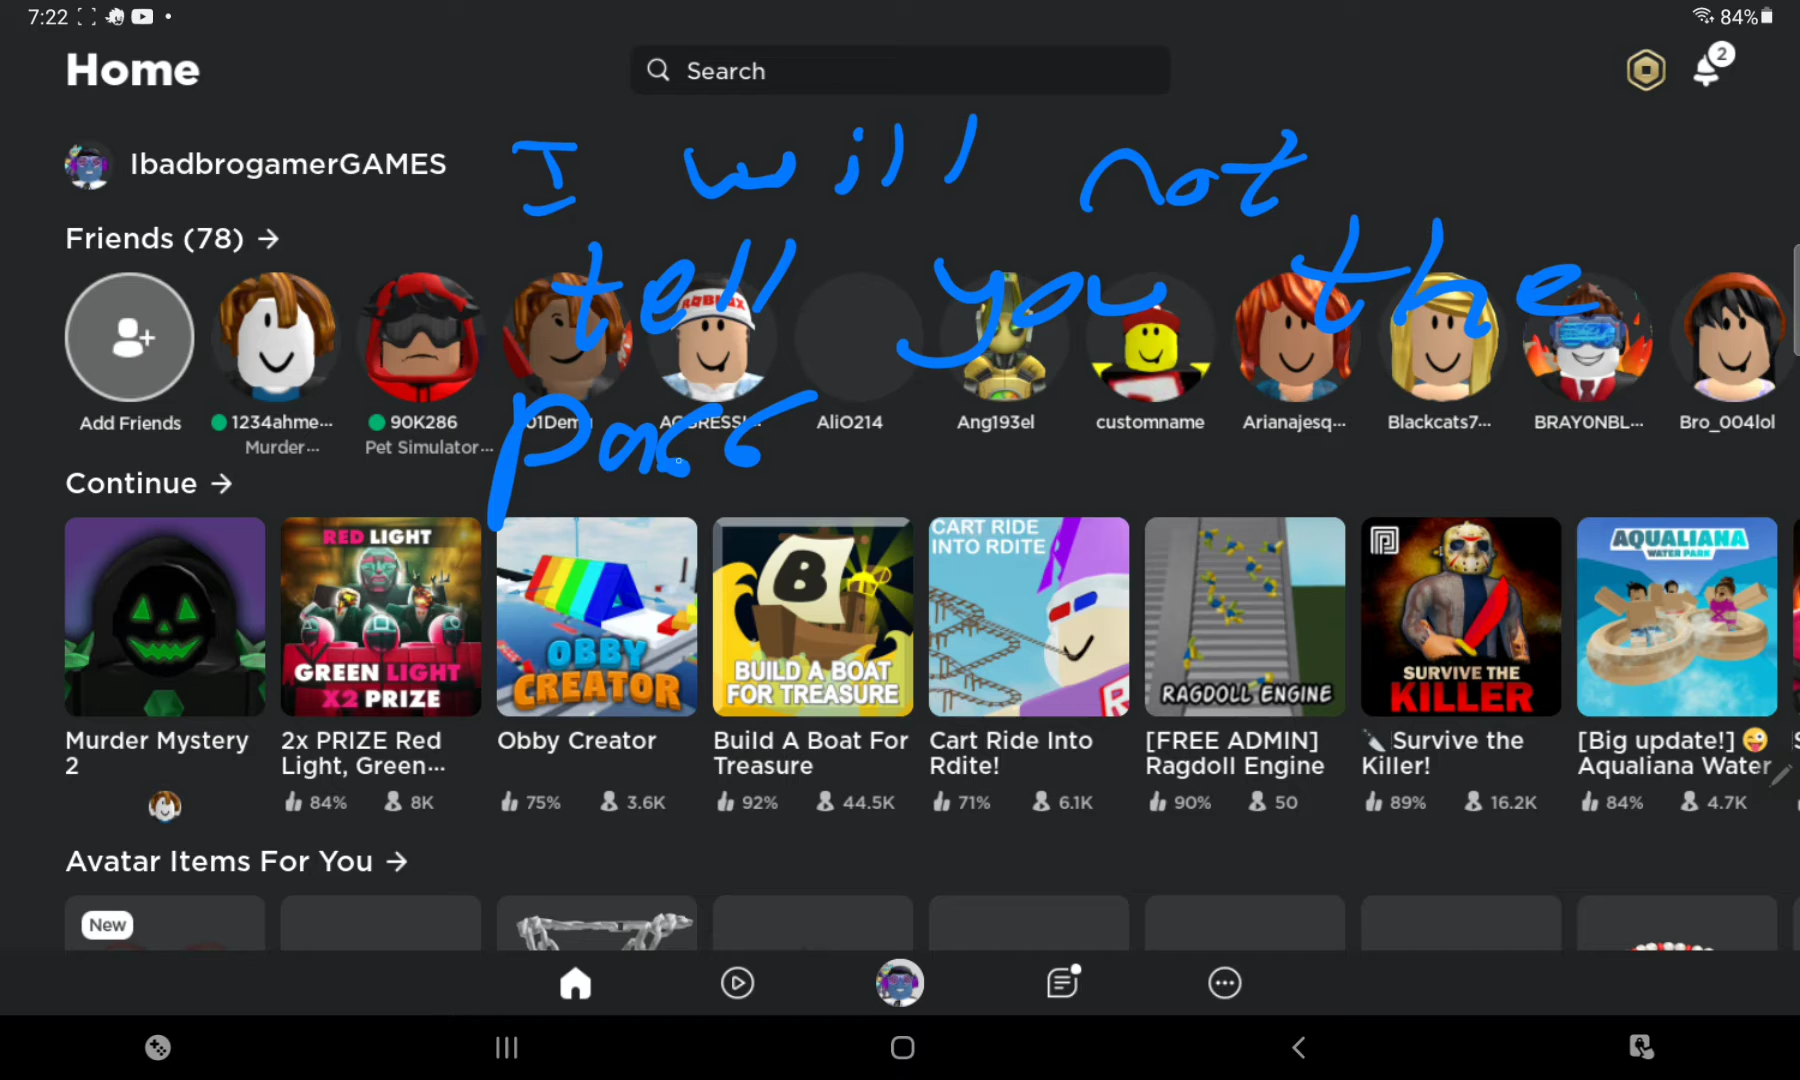 7:22
84%
Home
Search
2
IbadbrogamerGAMES
I will not
tell you the
pass
Friends (78) →
ROBLOX
Add Friends
1234ahme...
90K286
AliO214
Ang193el
customname
Arianajesq...
Blackcats7...
BRAY0NBL...
Bro_004lol
Murder...
Pet Simulator...
Continue →
RED LIGHT
GREEN LIGHT
X2 PRIZE
OBBY
CREATOR
B
BUILD A BOAT
FOR TREASURE
CART RIDE
INTO RDITE
RAGDOLL ENGINE
SURVIVE THE
KILLER
AQUALIANA
WATER PARK
Murder Mystery
2
2x PRIZE Red
Light, Green...
84% 8K
Obby Creator
75% 3.6K
Build A Boat For
Treasure
92% 44.5K
Cart Ride Into
Rdite!
71% 6.1K
[FREE ADMIN]
Ragdoll Engine
90% 50
🔪Survive the
Killer!
89% 16.2K
[Big update!] 😜
Aqualiana Water
84% 4.7K
Avatar Items For You →
New